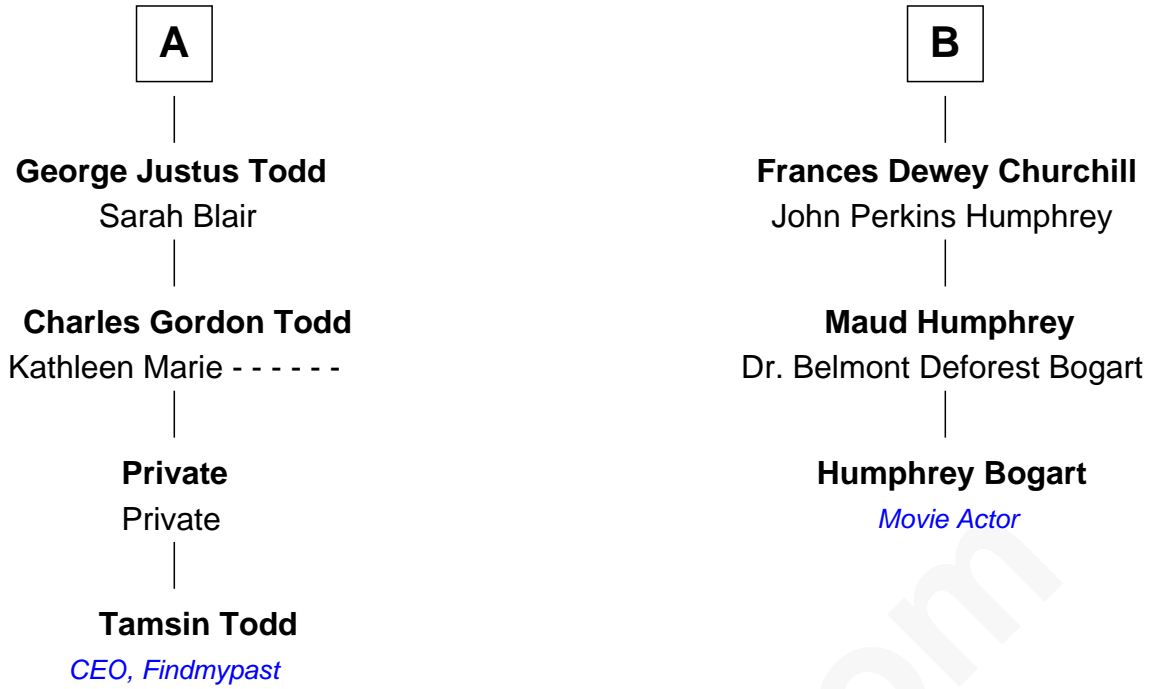 A
George Justus Todd
Sarah Blair
Charles Gordon Todd
Kathleen Marie - - - - - -
Private
Private
Tamsin Todd
CEO, Findmypast
B
Frances Dewey Churchill
John Perkins Humphrey
Maud Humphrey
Dr. Belmont Deforest Bogart
Humphrey Bogart
Movie Actor
om